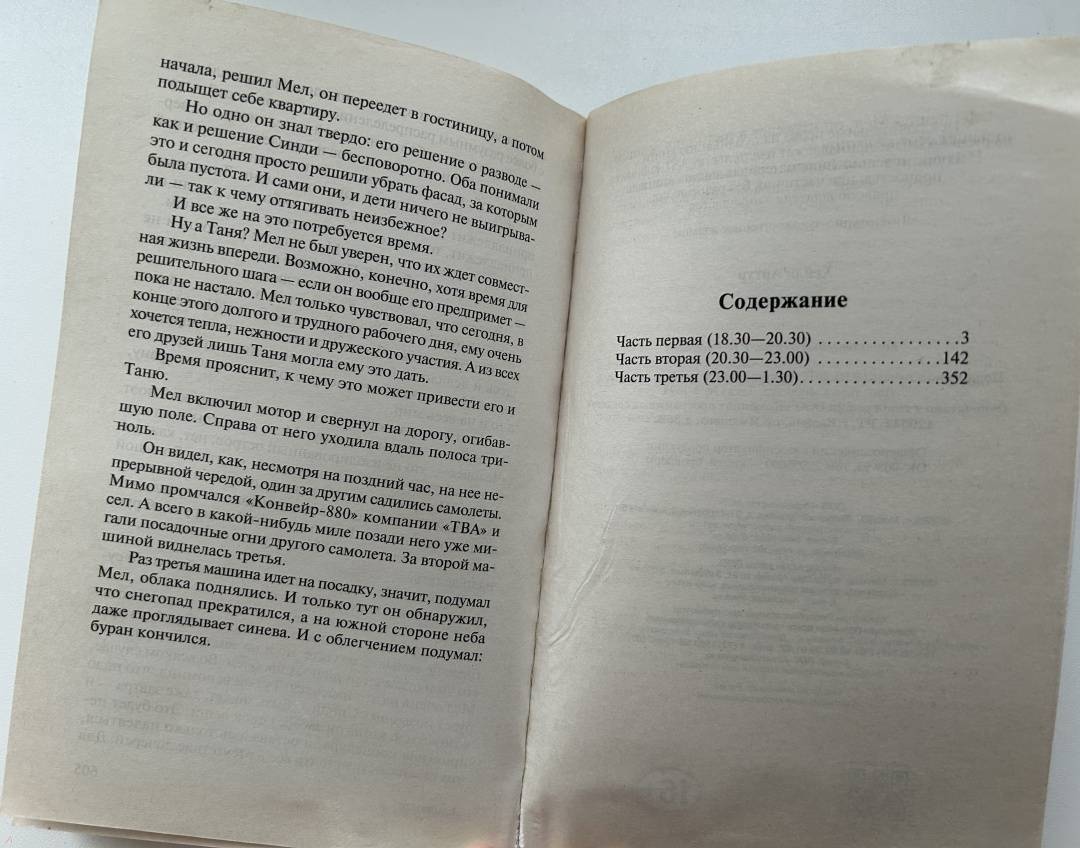 начала, решил Мел, он переедет в гостиницу, а потом
подыщет себе квартиру.
Но одно он знал твердо: его решение о разводе —
как и решение Синди — бесповоротно. Оба понимали
это и сегодня просто решили убрать фасад, за которым
была пустота. И сами они, и дети ничего не выигрыва-
ли — так к чему оттягивать неизбежное?
И все же на это потребуется время.
Ну а Таня? Мел не был уверен, что их ждет совмест-
ная жизнь впереди. Возможно, конечно, хотя время для
решительного шага — если он вообще его предпримет —
пока не настало. Мел только чувствовал, что сегодня, в
конце этого долгого и трудного рабочего дня, ему очень
хочется тепла, нежности и дружеского участия. А из всех
его друзей лишь Таня могла ему это дать.
Время прояснит, к чему это может привести его и
Таню.
Мел включил мотор и свернул на дорогу, огибав-
шую поле. Справа от него уходила вдаль полоса три-
ноль.
Он видел, как, несмотря на поздний час, на нее не-
прерывной чередой, один за другим садились самолеты.
Мимо промчался «Конвейр-880» компании «ТВА» и
сел. А всего в какой-нибудь миле позади него уже ми-
гали посадочные огни другого самолета. За второй ма-
шиной виднелась третья.
Раз третья машина идет на посадку, значит, подумал
Мел, облака поднялись. И только тут он обнаружил,
что снегопад прекратился, а на южной стороне неба
даже проглядывает синева. И с облегчением подумал:
буран кончился.
Содержание
Часть первая (18.30—20.30) ................3
Часть вторая (20.30—23.00) ..............142
Часть третья (23.00—1.30)................352